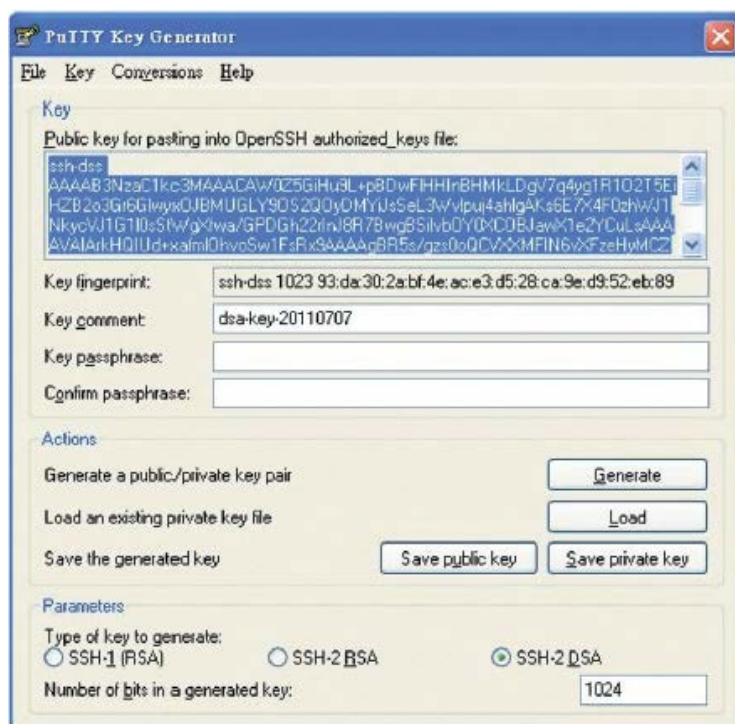 PuTTY Key Generator
File Key Conversions Help
Key
Public key for pasting into OpenSSH authorized_keys file:
ssh-dss
Key fingerprint: ssh-dss 1023 93:da:30:2a:bf:4e:ac:e3:d5:28:ca:9e:d9:52:eb:89
Key comment: dsa-key-20110707
Key passphrase:
Confirm passphrase:
Actions
Generate a public/private key pair Generate
Load an existing private key file Load
Save the generated key Save public key Save private key
Parameters
Type of key to generate:
SSH-1 (RSA) SSH-2 RSA SSH-2 DSA
Number of bits in a generated key: 1024